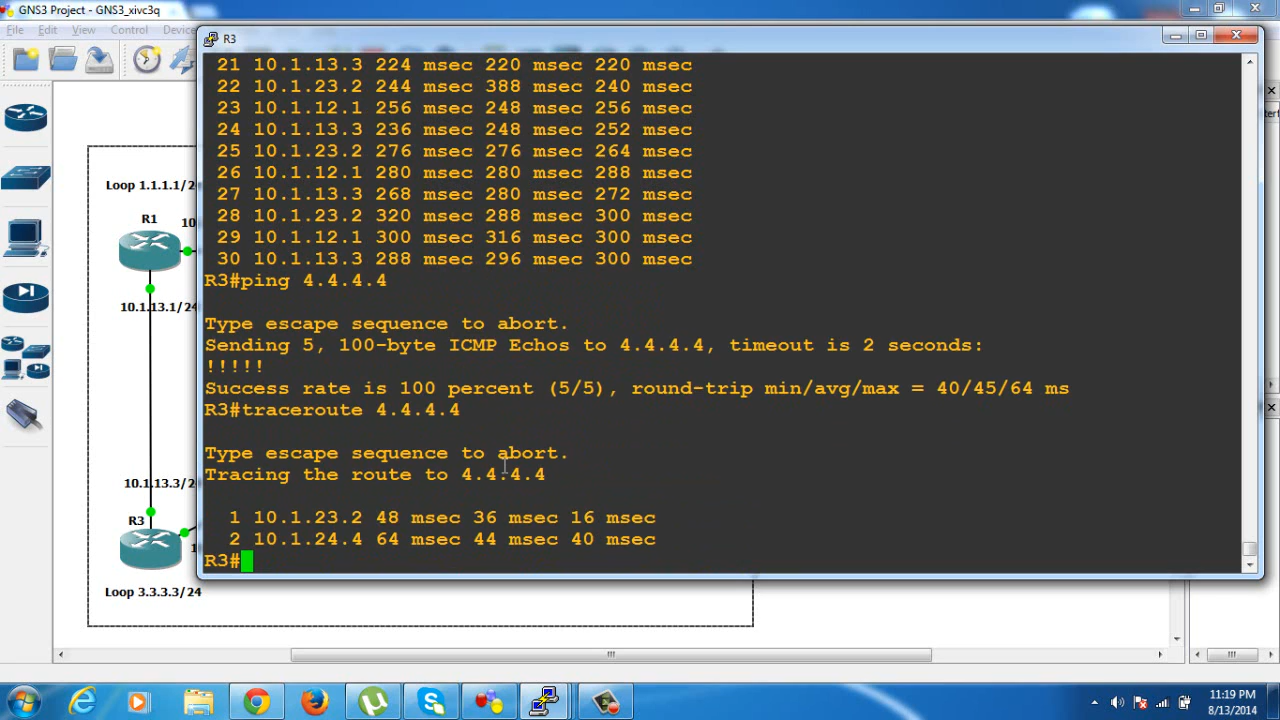 GNS3 Project - GNS3_xivc3q
File Edit View Control Device
R3
21 10.1.13.3 224 msec 220 msec 220 msec
22 10.1.23.2 244 msec 388 msec 240 msec
23 10.1.12.1 256 msec 248 msec 256 msec
24 10.1.13.3 236 msec 248 msec 252 msec
25 10.1.23.2 276 msec 276 msec 264 msec
26 10.1.12.1 280 msec 280 msec 288 msec
27 10.1.13.3 268 msec 280 msec 272 msec
28 10.1.23.2 320 msec 288 msec 300 msec
29 10.1.12.1 300 msec 316 msec 300 msec
30 10.1.13.3 288 msec 296 msec 300 msec
R3#ping 4.4.4.4
Type escape sequence to abort.
Sending 5, 100-byte ICMP Echos to 4.4.4.4, timeout is 2 seconds:
!!!!!
Success rate is 100 percent (5/5), round-trip min/avg/max = 40/45/64 ms
R3#traceroute 4.4.4.4
Type escape sequence to abort.
Tracing the route to 4.4.4.4
1 10.1.23.2 48 msec 36 msec 16 msec
2 10.1.24.4 64 msec 44 msec 40 msec
R3#
Loop 1.1.1.1/2
R1
10
10.1.13.1/24
10.1.13.3/
R3
1
Loop 3.3.3.3/24
11:19 PM
8/13/2014